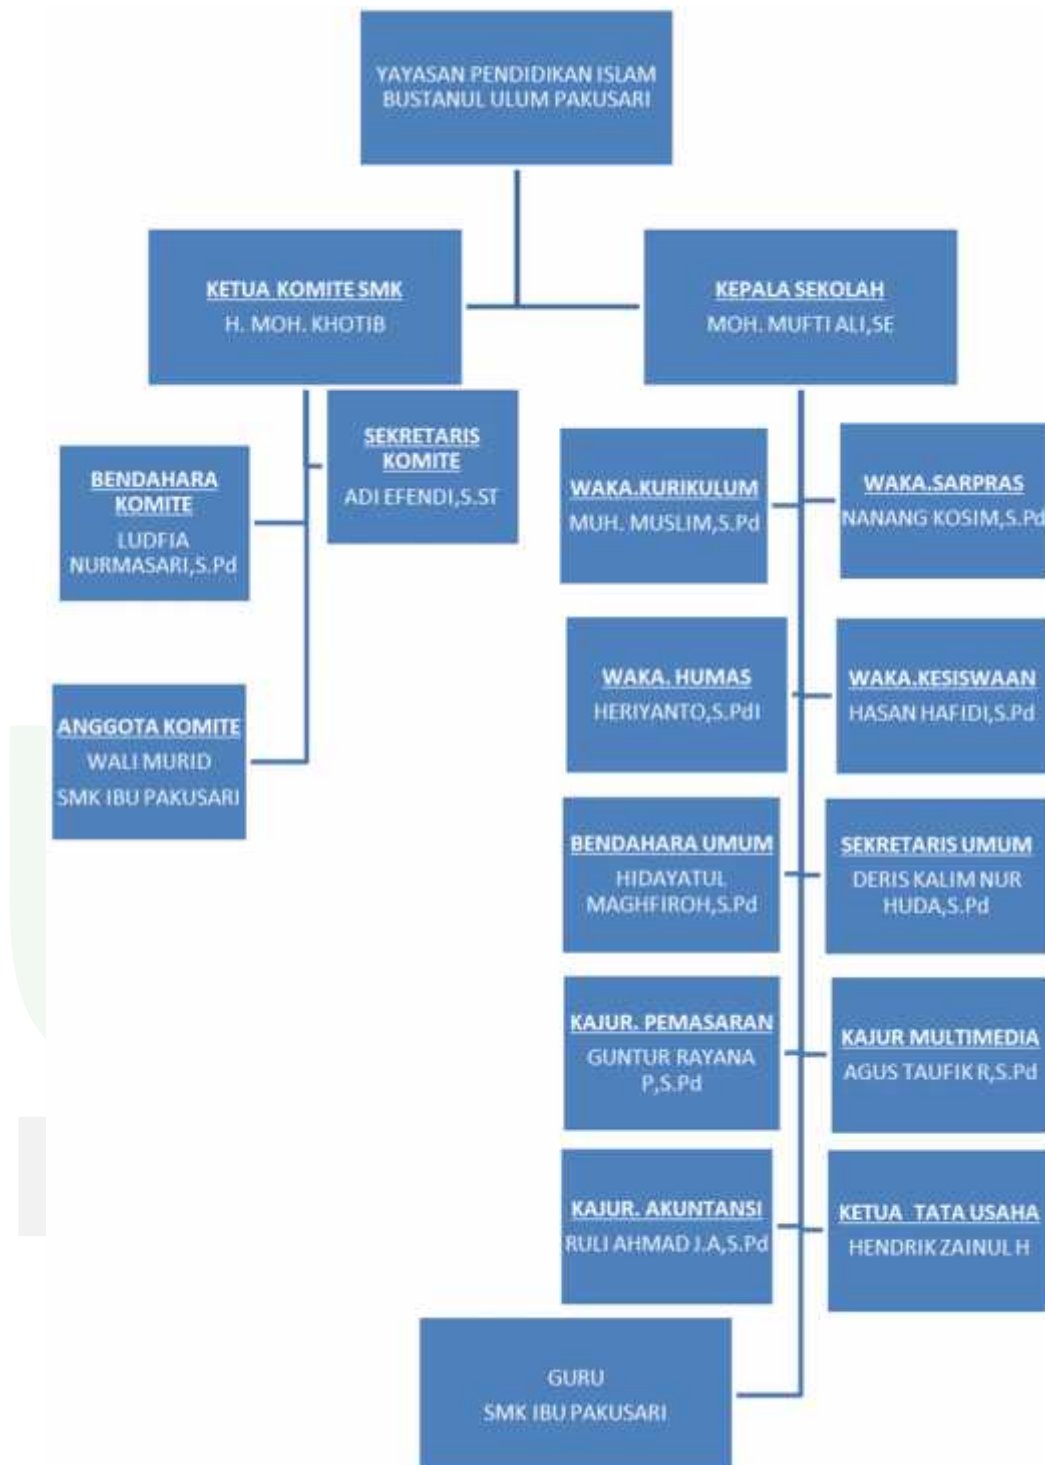 YAYASAN PENDIDIKAN ISLAM
BUSTANUL ULUM PAKUSARI
KETUA KOMITE SMK
H. MOH. KHOTIB
KEPALA SEKOLAH
MOH. MUFTI ALI,SE
BENDAHARA
KOMITE
LUDFIA
NURMASARI,S.Pd
SEKRETARIS
KOMITE
ADI EFENDI,S.ST
ANGGOTA KOMITE
WALI MURID
SMK IBU PAKUSARI
WAKA.KURIKULUM
MUH. MUSLIM,S.Pd
WAKA.SARPRAS
NANANG KOSIM,S.Pd
WAKA. HUMAS
HERIYANTO,S.PdI
WAKA.KESISWAAN
HASAN HAFIDI,S.Pd
BENDAHARA UMUM
HIDAYATUL
MAGHFIROH,S.Pd
SEKRETARIS UMUM
DERIS KALIM NUR
HUDA,S.Pd
KAJUR. PEMASARAN
GUNTUR RAYANA
P,S.Pd
KAJUR MULTIMEDIA
AGUS TAUFIK R,S.Pd
KAJUR. AKUNTANSI
RULI AHMAD J.A,S.Pd
KETUA TATA USAHA
HENDRIK ZAINUL H
GURU
SMK IBU PAKUSARI